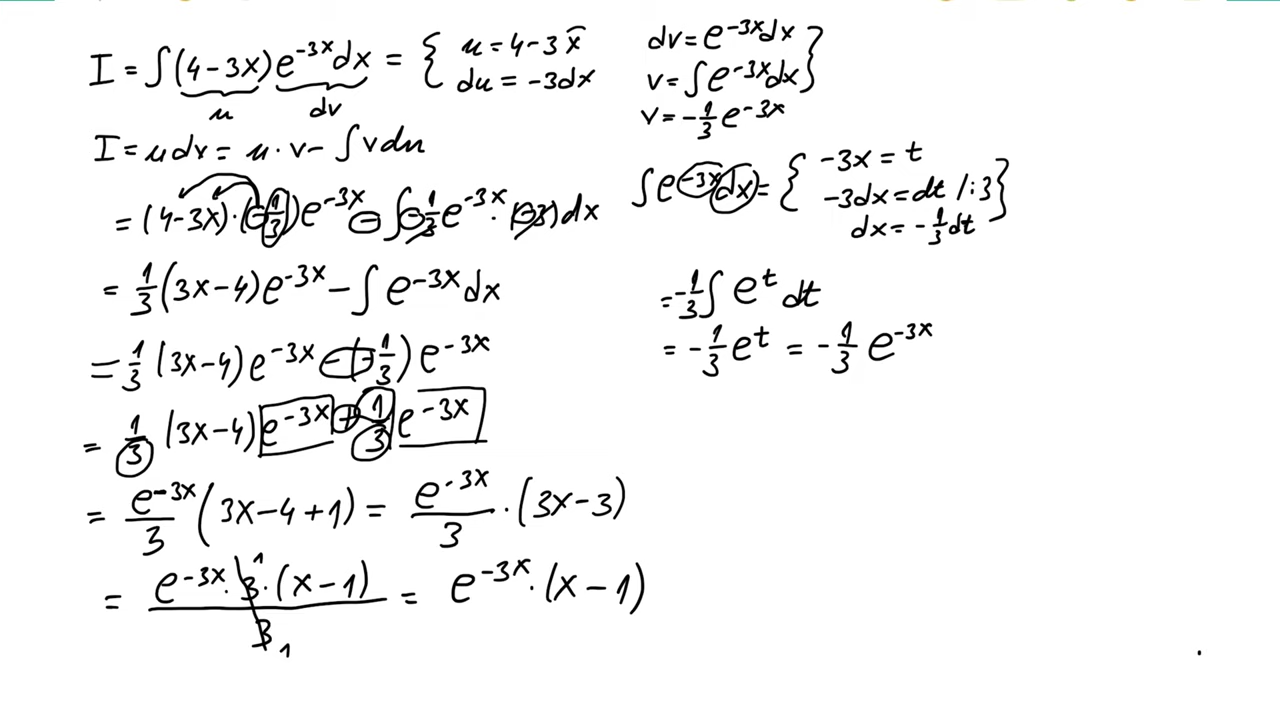 I = ∫(4-3x)e^{-3x}dx = { u = 4-3x
du = -3dx
dv = e^{-3x}dx
v = ∫e^{-3x}dx }
v = -1/3 e^{-3x}
u dv
I = u dv = u·v - ∫v du
= (4-3x)·(-1/3)e^{-3x} - ∫ -1/3 e^{-3x}·(-3)dx
= 1/3 (3x-4)e^{-3x} - ∫ e^{-3x}dx
= 1/3 (3x-4)e^{-3x} - (-1/3) e^{-3x}
= 1/3 (3x-4) e^{-3x} + 1/3 e^{-3x}
= e^{-3x}/3 (3x-4+1) = e^{-3x}/3 · (3x-3)
= e^{-3x}·3·(x-1)/3 = e^{-3x}·(x-1)
1
1
∫e^{-3x}dx = { -3x = t
-3dx = dt /:3
dx = -1/3 dt }
= -1/3 ∫ e^t dt
= -1/3 e^t = -1/3 e^{-3x}